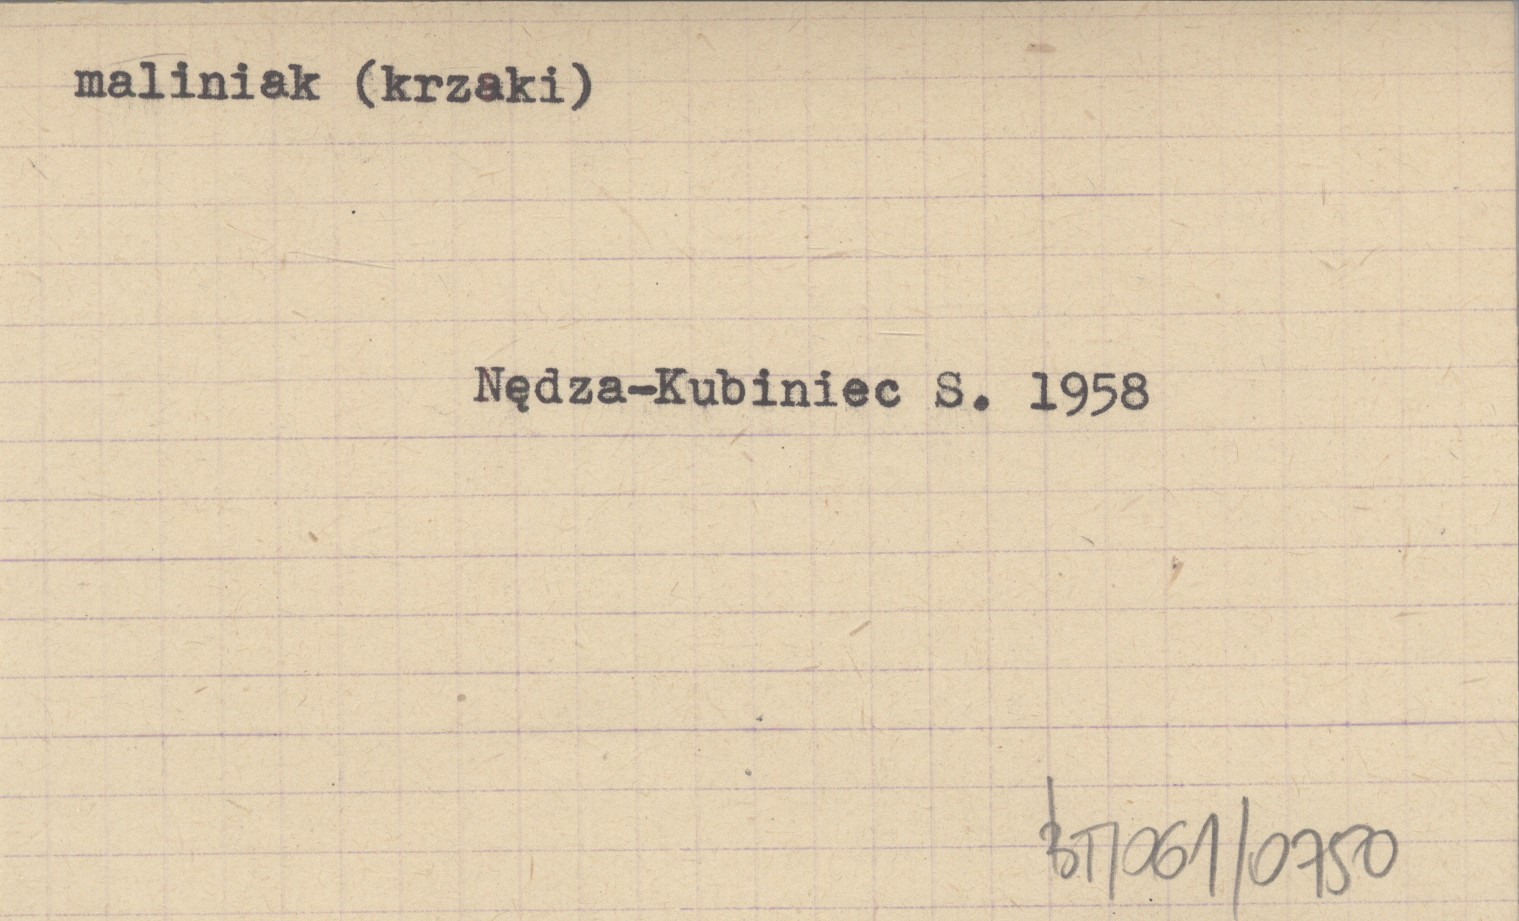 maliniak (krzaki)
Nędza-Kubiniec S. 1958
BT/061/0750